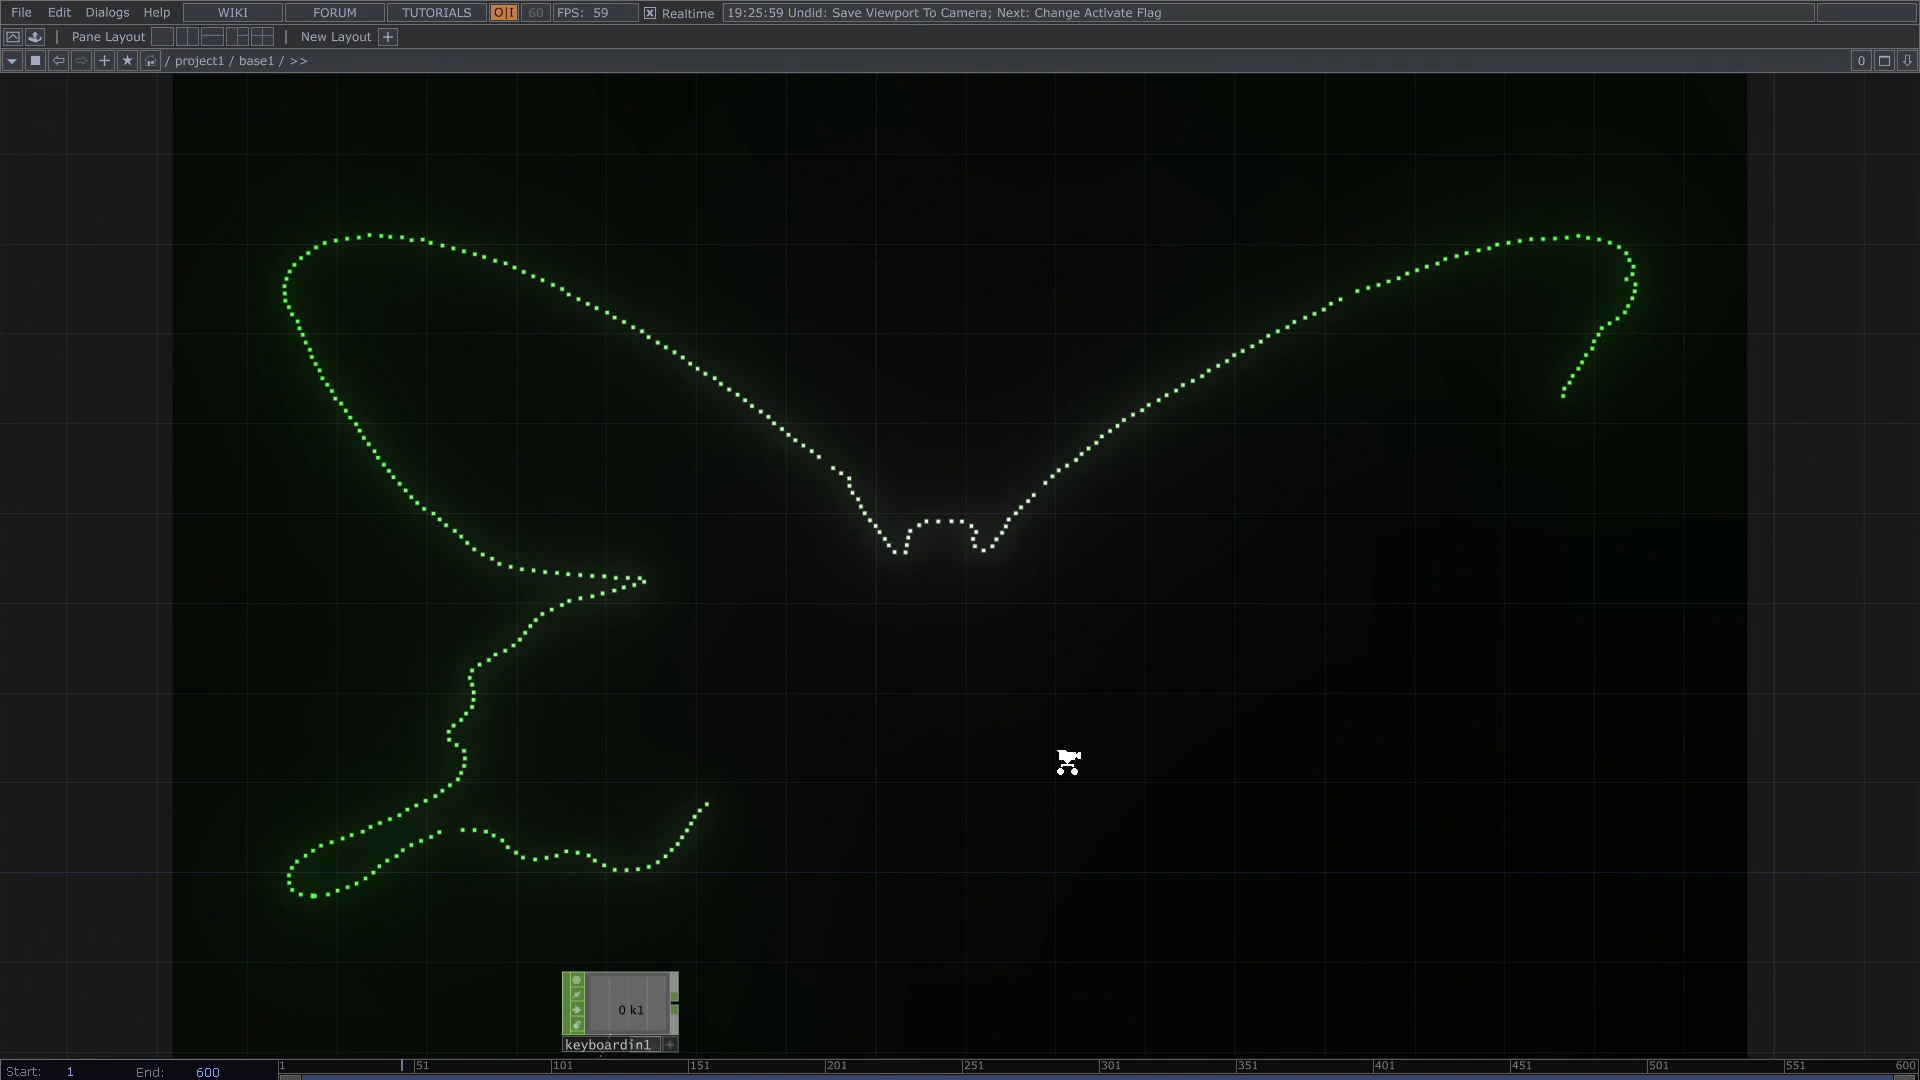 File Edit Dialogs Help WIKI FORUM TUTORIALS O|I 60 FPS: 59 Realtime 19:25:59 Undid: Save Viewport To Camera; Next: Change Activate Flag
Pane Layout New Layout +
/ project1 / base1 / >> 0
0 k1
keyboardin1 +
1 51 101 151 201 251 301 351 401 451 501 551 600
Start: 1 End: 600